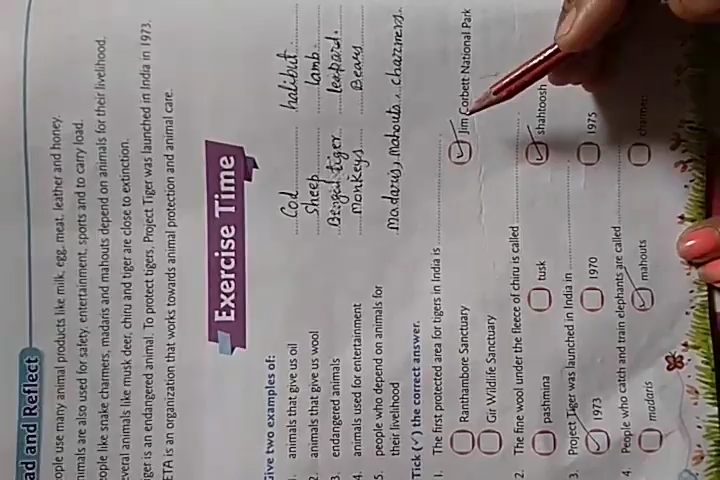 ad and Reflect
ople use many animal products like milk, egg, meat, leather and honey.
nimals are also used for safety, entertainment, sports and to carry load.
eople like snake charmers, madaris and mahouts depend on animals for their livelihood.
everal animals like musk deer, chiru and tiger are close to extinction.
iger is an endangered animal. To protect tigers, Project Tiger was launched in India in 1973.
ETA is an organization that works towards animal protection and animal care.
Exercise Time
Give two examples of:
1. animals that give us oil Cod halibut
2. animals that give us wool Sheep lamb
3. endangered animals Bengal tiger leopard
4. animals used for entertainment Monkeys Bears
5. people who depend on animals for madaris, mahouts charmers
their livelihood
Tick (✓) the correct answer.
1. The first protected area for tigers in India is
Ranthambore Sanctuary Jim Corbett National Park
Gir Wildlife Sanctuary
2. The fine wool under the fleece of chiru is called
pashmina tusk shahtoosh
3. Project Tiger was launched in India in
1973 1970 1975
4. People who catch and train elephants are called
madaris mahouts charmers